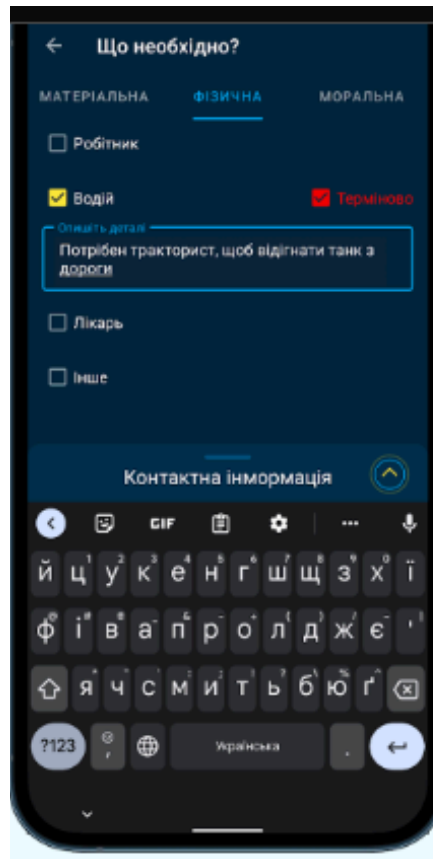 Що необхідно?
МАТЕРІАЛЬНА ФІЗИЧНА МОРАЛЬНА
Робітник
Водій Терміново
Опишіть деталі
Потрібен тракторист, щоб відігнати танк з
дороги
Лікарь
Інше
Контактна інмормація
GIF
й ц у к е н г ш щ з х ї
ф і в а п р о л д ж є '
я ч с м и т ь б ю ґ
?123 , Українська .